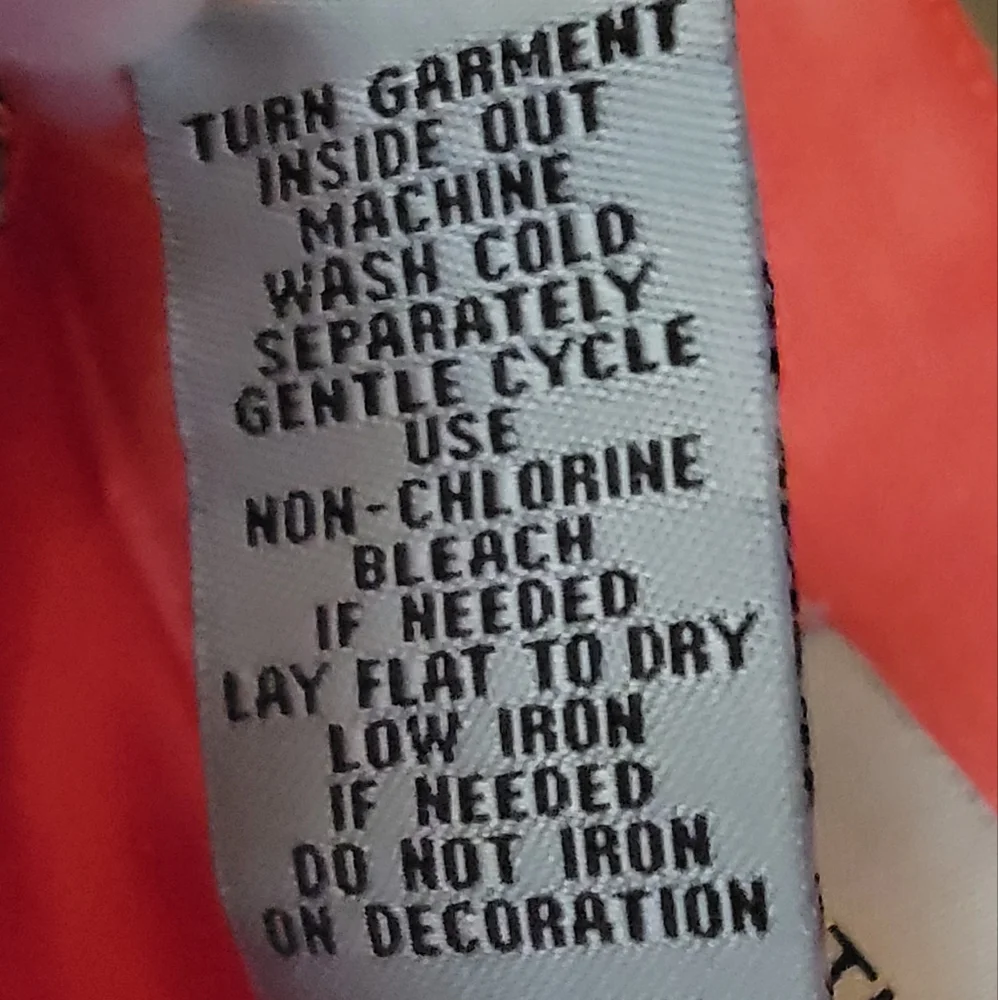 TURN GARMENT
INSIDE OUT
MACHINE
WASH COLD
SEPARATELY
GENTLE CYCLE
USE
NON-CHLORINE
BLEACH
IF NEEDED
LAY FLAT TO DRY
LOW IRON
IF NEEDED
DO NOT IRON
ON DECORATION